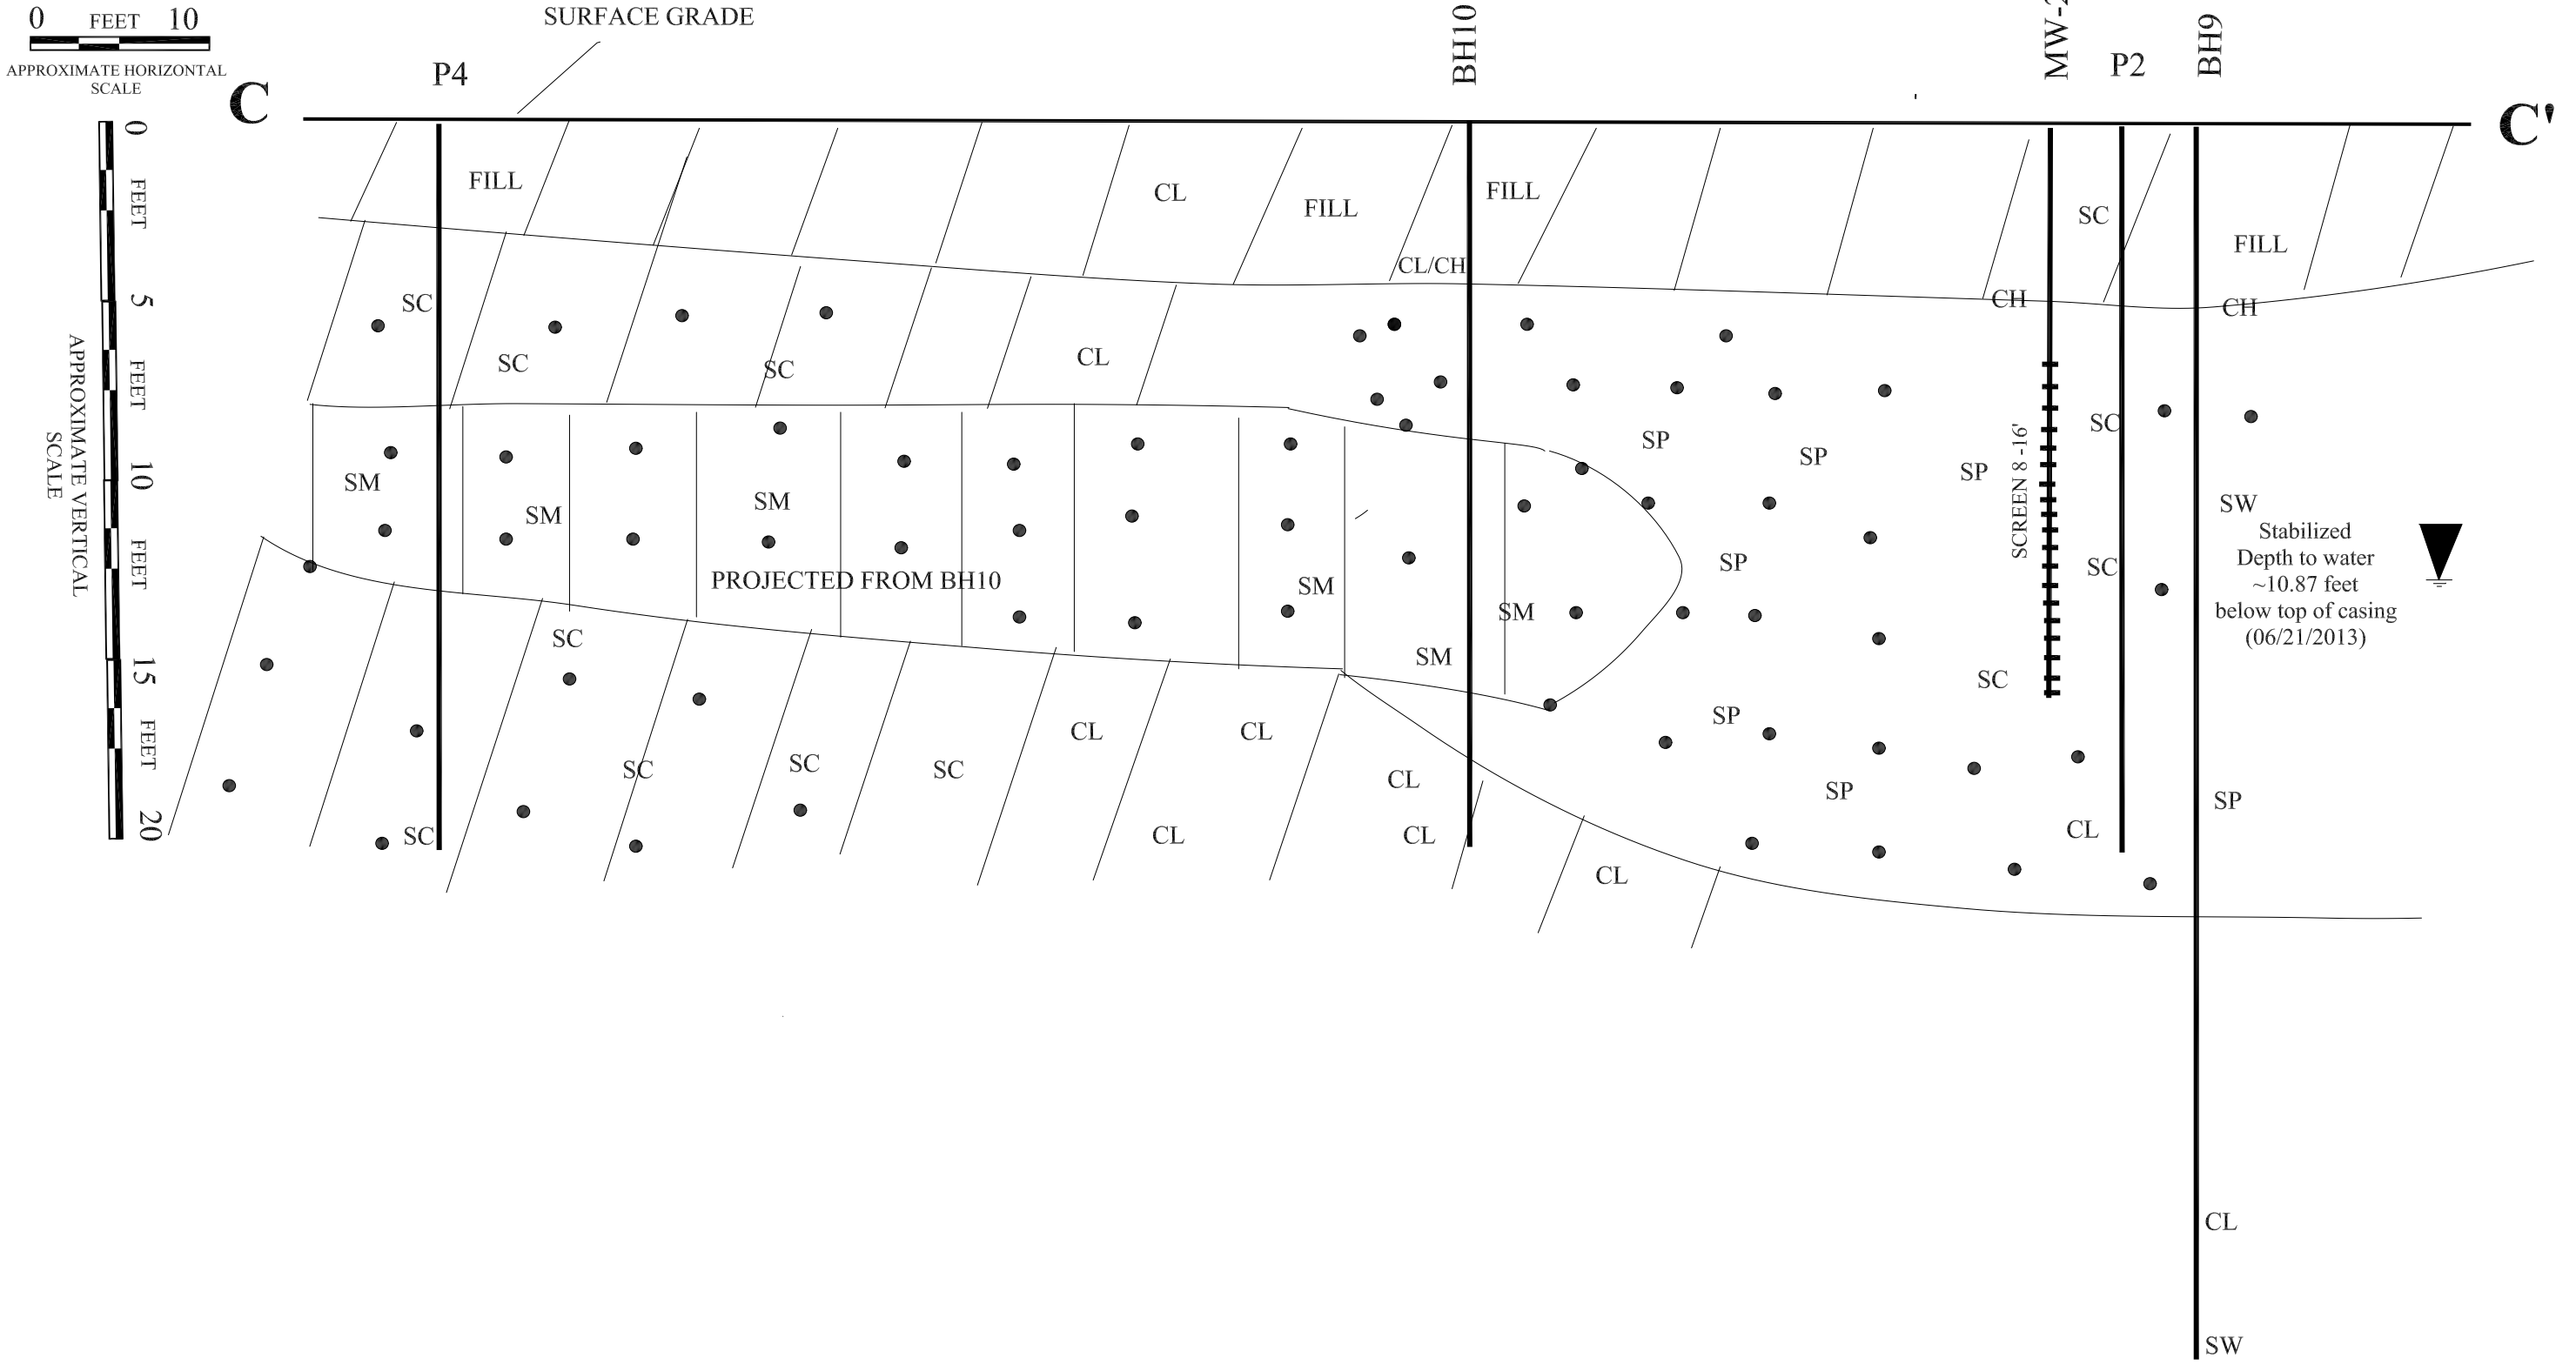 0 FEET 10
APPROXIMATE HORIZONTAL
SCALE
SURFACE GRADE
C
P4
BH10
MW-2
P2
BH9
C'
0
FEET
5
FEET
10
FEET
15
FEET
20
APPROXIMATE VERTICAL
SCALE
FILL
CL
FILL
FILL
SC
FILL
CL/CH
CH
CH
SC
SC
SC
CL
SM
SM
SM
PROJECTED FROM BH10
SM
SM
SM
SP
SP
SP
SP
SCREEN 8 -16'
SC
SC
SW
Stabilized
Depth to water
~10.87 feet
below top of casing
(06/21/2013)
SC
SC
SC
SC
SC
CL
CL
CL
CL
CL
CL
SP
SP
SC
CL
SP
CL
SW